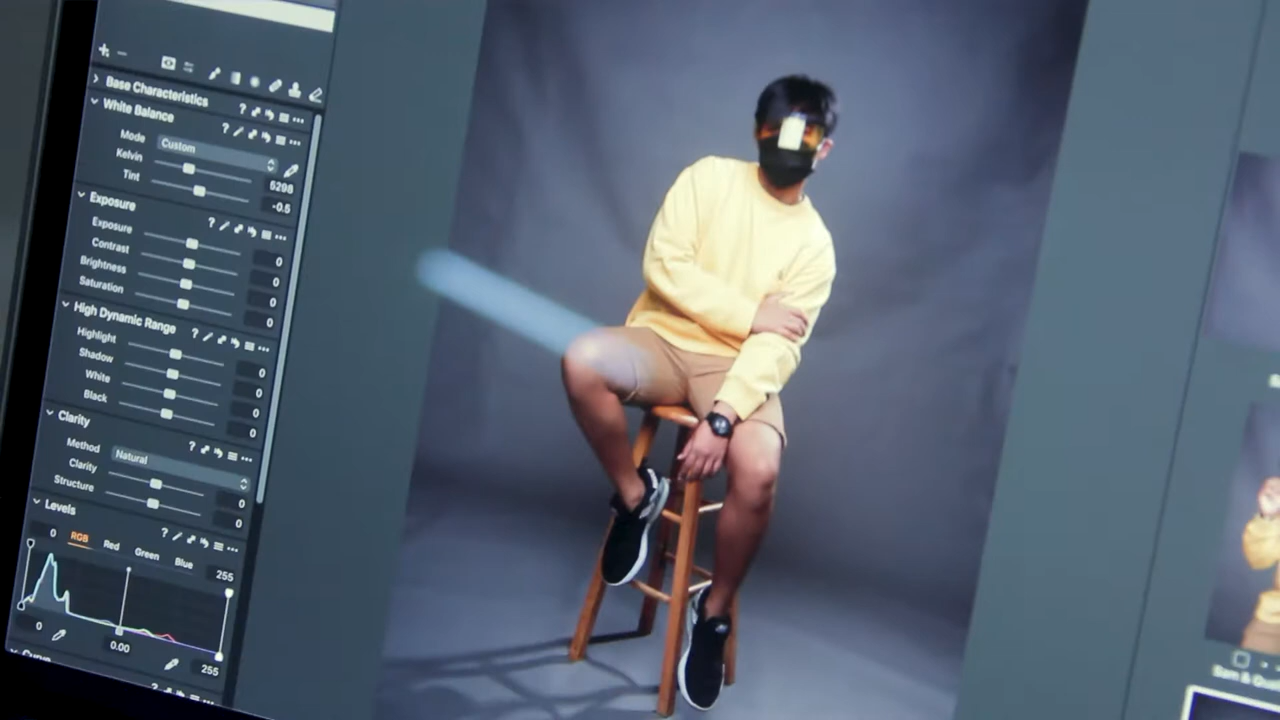 Base Characteristics
White Balance
Mode Custom
Kelvin 5298
Tint -0.5
Exposure
Exposure 0
Contrast 0
Brightness 0
Saturation 0
High Dynamic Range
Highlight 0
Shadow 0
White 0
Black 0
Clarity
Method Natural
Clarity 0
Structure 0
Levels
0 RGB Red Green Blue 255
0 0.00 255